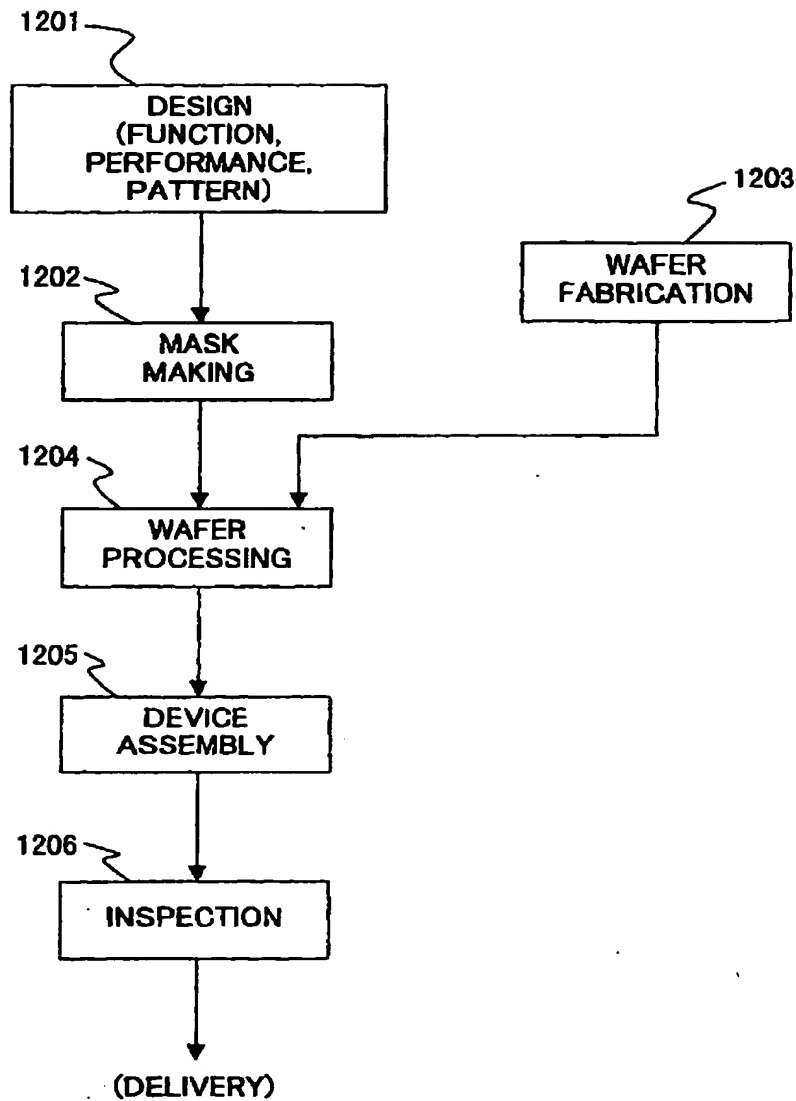 1201
DESIGN
(FUNCTION,
PERFORMANCE,
PATTERN)
1203
WAFER
FABRICATION
1202
MASK
MAKING
1204
WAFER
PROCESSING
1205
DEVICE
ASSEMBLY
1206
INSPECTION
(DELIVERY)